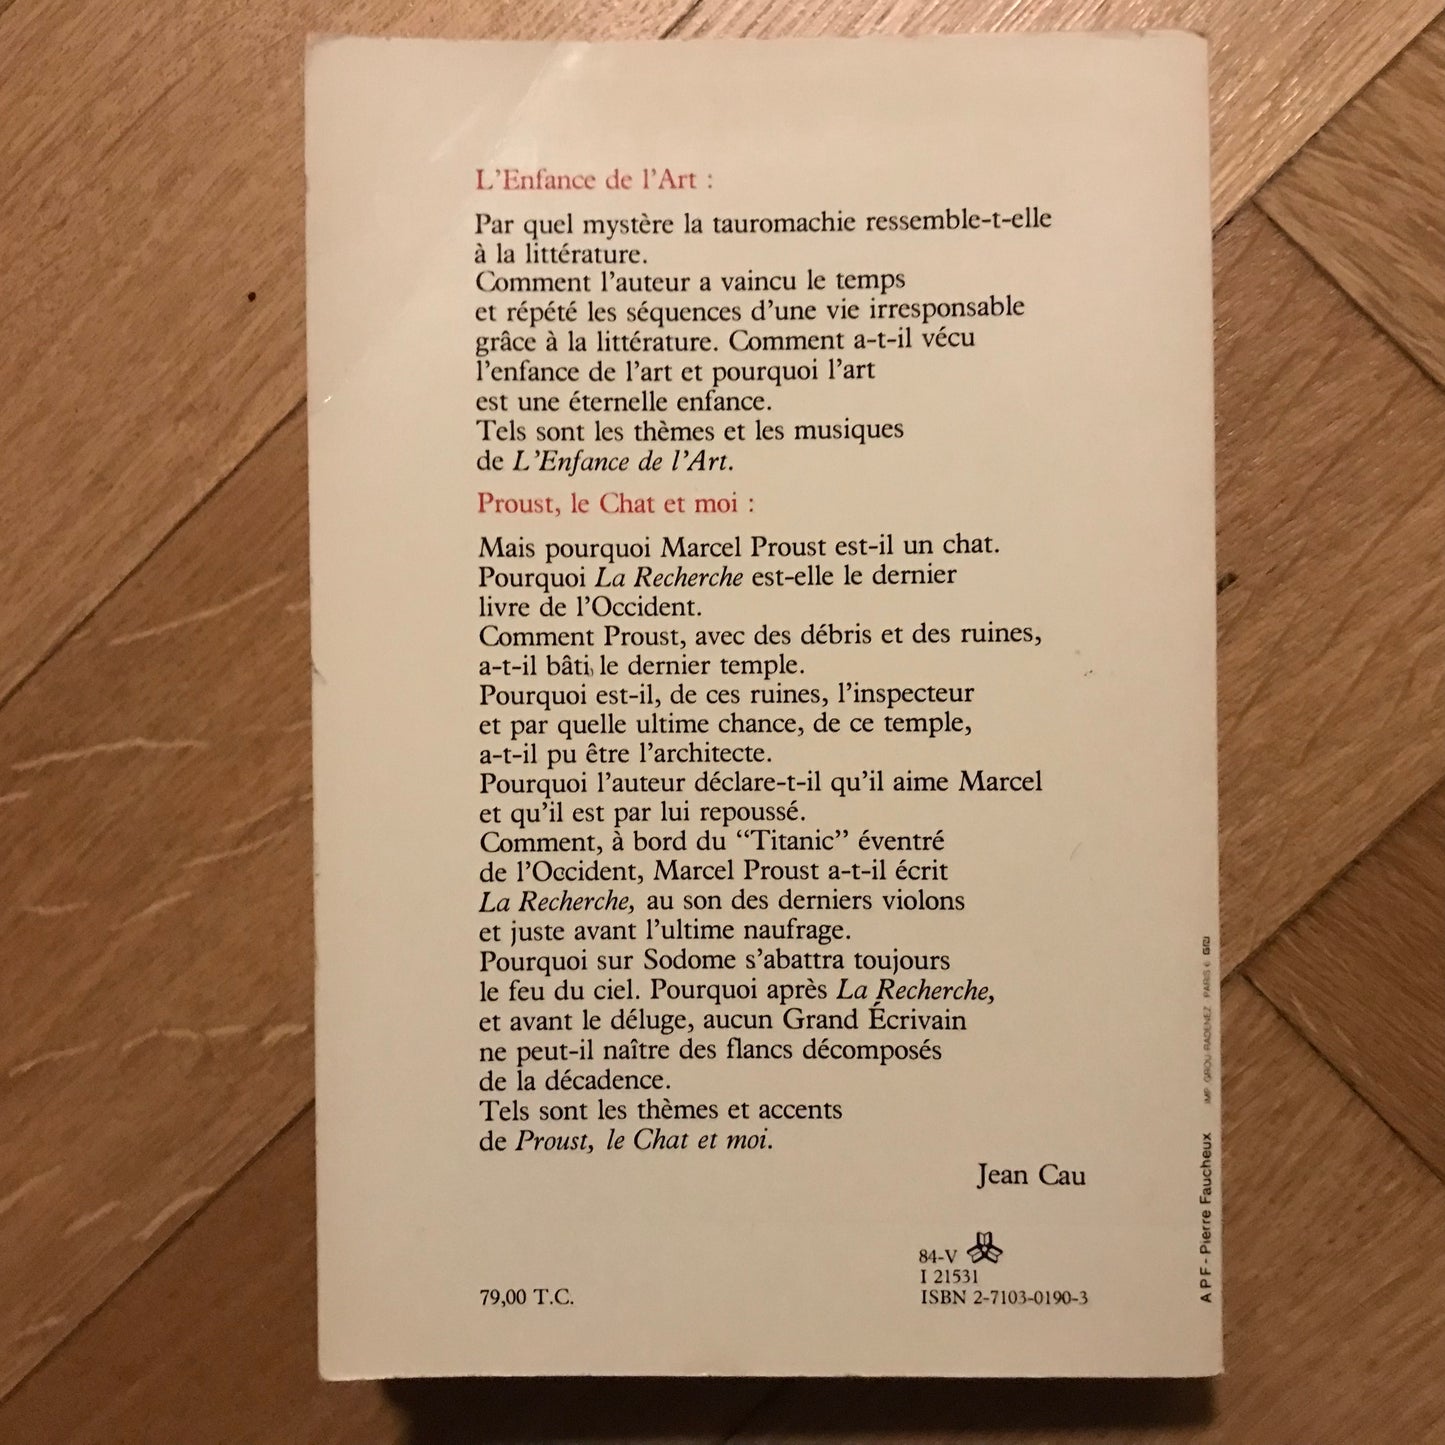 L'Enfance de l'Art :
Par quel mystère la tauromachie ressemble-t-elle
à la littérature.
Comment l'auteur a vaincu le temps
et répété les séquences d'une vie irresponsable
grâce à la littérature. Comment a-t-il vécu
l'enfance de l'art et pourquoi l'art
est une éternelle enfance.
Tels sont les thèmes et les musiques
de L'Enfance de l'Art.
Proust, le Chat et moi :
Mais pourquoi Marcel Proust est-il un chat.
Pourquoi La Recherche est-elle le dernier
livre de l'Occident.
Comment Proust, avec des débris et des ruines,
a-t-il bâti, le dernier temple.
Pourquoi est-il, de ces ruines, l'inspecteur
et par quelle ultime chance, de ce temple,
a-t-il pu être l'architecte.
Pourquoi l'auteur déclare-t-il qu'il aime Marcel
et qu'il est par lui repoussé.
Comment, à bord du “Titanic” éventré
de l'Occident, Marcel Proust a-t-il écrit
La Recherche, au son des derniers violons
et juste avant l'ultime naufrage.
Pourquoi sur Sodome s'abattra toujours
le feu du ciel. Pourquoi après La Recherche,
et avant le déluge, aucun Grand Écrivain
ne peut-il naître des flancs décomposés
de la décadence.
Tels sont les thèmes et accents
de Proust, le Chat et moi.
Jean Cau
84-V
I 21531
79,00 T.C.
ISBN 2-7103-0190-3
A P F - Pierre Faucheux IMP. GROU-RADENEZ PARIS 6